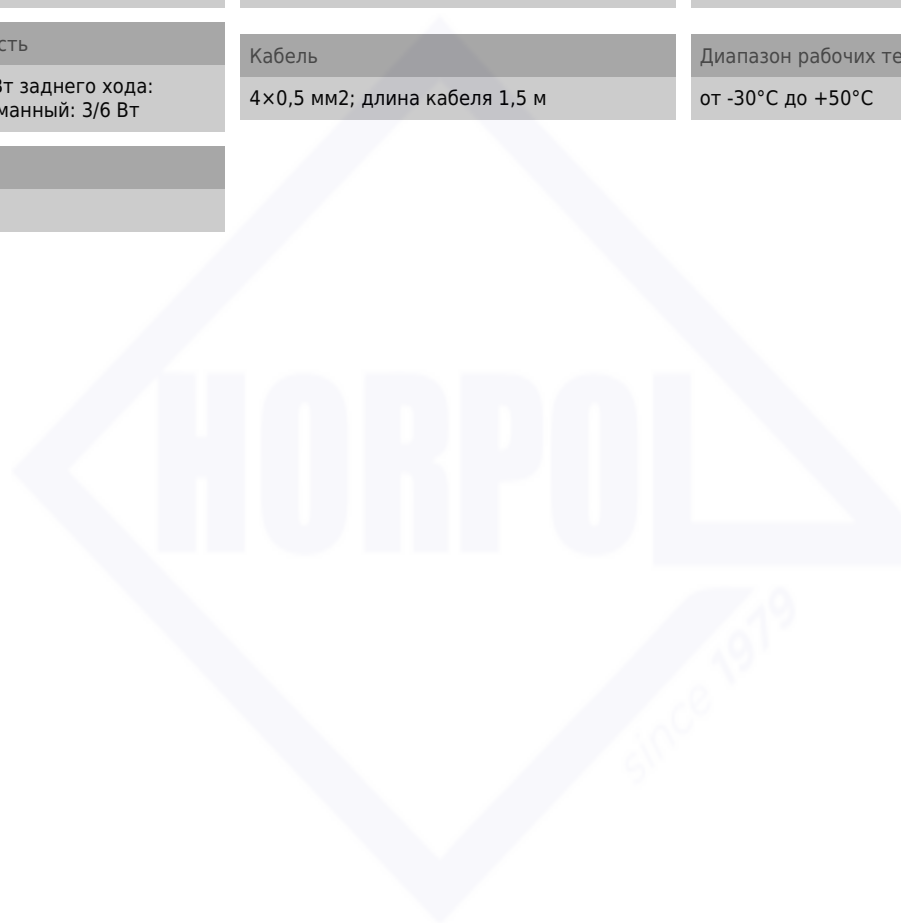 сть
Вт заднего хода:
манный: 3/6 Вт
Кабель
4×0,5 мм2; длина кабеля 1,5 м
Диапазон рабочих те
от -30°C до +50°C
HORPOL
since 1979